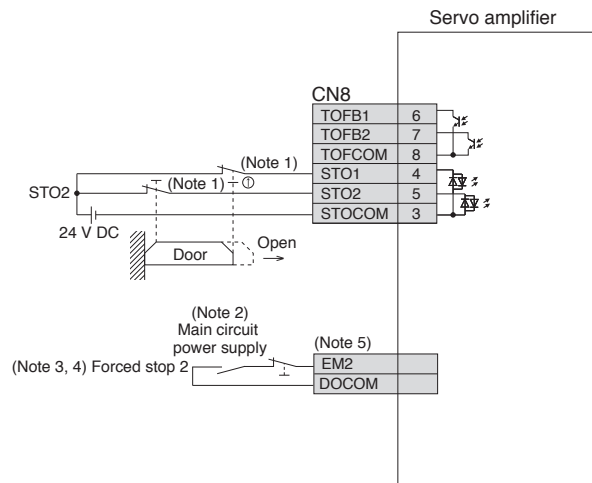 Servo amplifier
CN8
TOFB1 6
TOFB2 7
TOFCOM 8
(Note 1)
STO1 4
STO2
(Note 1)
STO2 5
STOCOM 3
24 V DC
Door
Open
(Note 2)
Main circuit
power supply
(Note 5)
(Note 3, 4) Forced stop 2
EM2
DOCOM